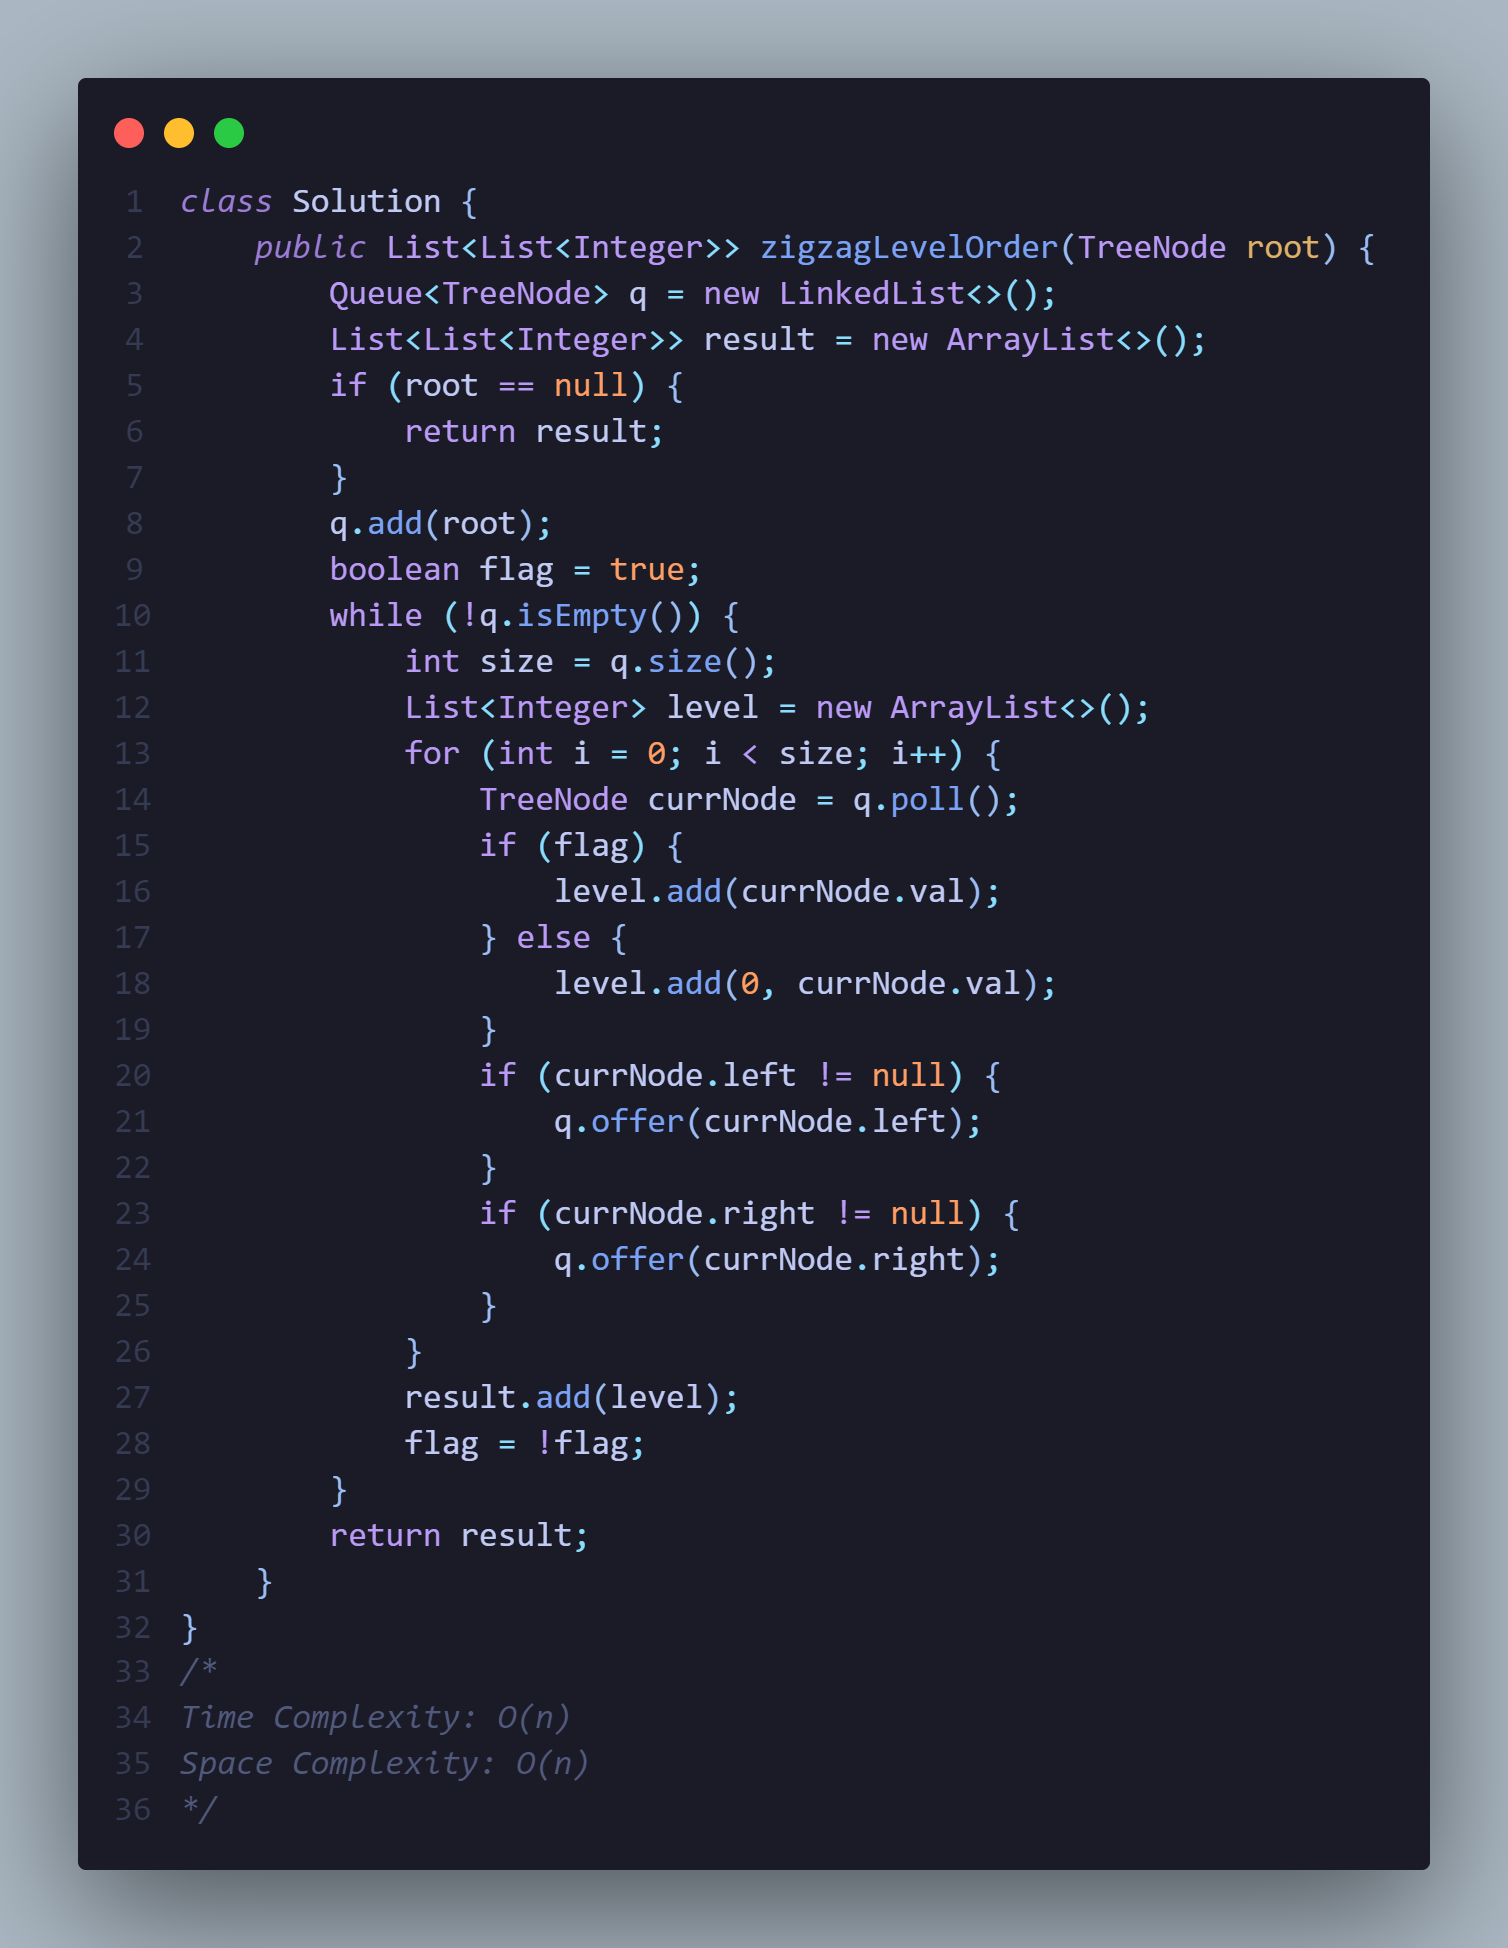 1 class Solution {
2     public List<List<Integer>> zigzagLevelOrder(TreeNode root) {
3         Queue<TreeNode> q = new LinkedList<>();
4         List<List<Integer>> result = new ArrayList<>();
5         if (root == null) {
6             return result;
7         }
8         q.add(root);
9         boolean flag = true;
10         while (!q.isEmpty()) {
11             int size = q.size();
12             List<Integer> level = new ArrayList<>();
13             for (int i = 0; i < size; i++) {
14                 TreeNode currNode = q.poll();
15                 if (flag) {
16                     level.add(currNode.val);
17                 } else {
18                     level.add(0, currNode.val);
19                 }
20                 if (currNode.left != null) {
21                     q.offer(currNode.left);
22                 }
23                 if (currNode.right != null) {
24                     q.offer(currNode.right);
25                 }
26             }
27             result.add(level);
28             flag = !flag;
29         }
30         return result;
31     }
32 }
33 /*
34 Time Complexity: O(n)
35 Space Complexity: O(n)
36 */